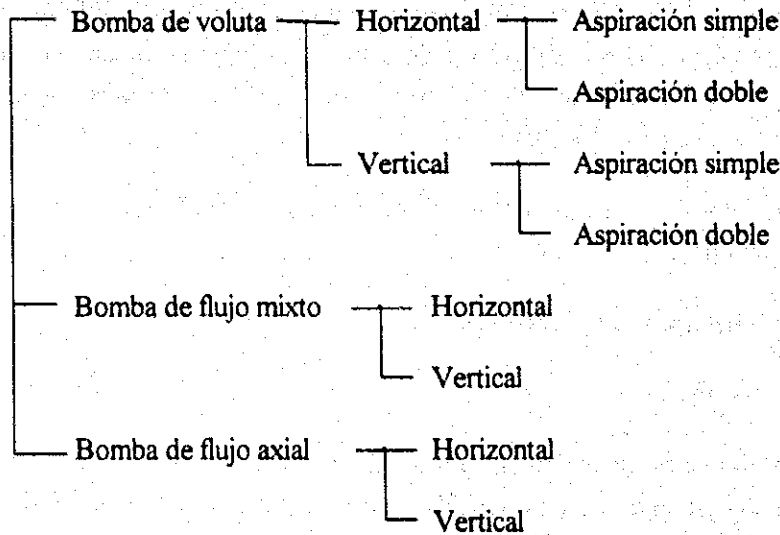 Bomba de voluta Horizontal Aspiración simple
Aspiración doble
Vertical Aspiración simple
Aspiración doble
Bomba de flujo mixto Horizontal
Vertical
Bomba de flujo axial Horizontal
Vertical